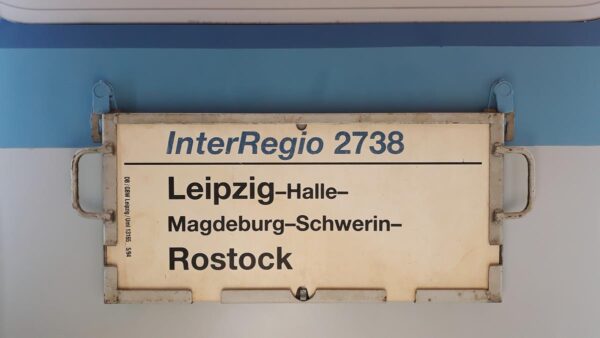 InterRegio 2738
Leipzig–Halle–
Magdeburg–Schwerin–
Rostock